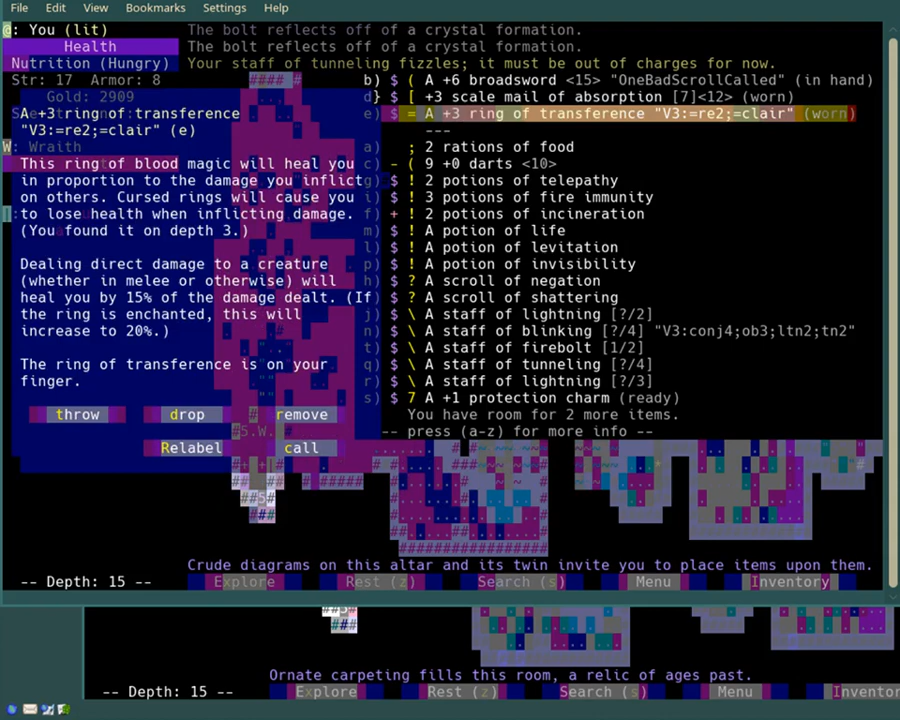 File Edit View Bookmarks Settings Help
@: You (lit)
The bolt reflects off of a crystal formation.
Health
The bolt reflects off of a crystal formation.
Nutrition (Hungry)
Your staff of tunneling fizzles; it must be out of charges for now.
Str: 17 Armor: 8
Gold: 2909
A +3 ring of transference
"V3:=re2;=clair" (e)
W: Wraith
This ring of blood magic will heal you
in proportion to the damage you inflict
on others. Cursed rings will cause you
to lose health when inflicting damage.
(You found it on depth 3.)
Dealing direct damage to a creature
(whether in melee or otherwise) will
heal you by 15% of the damage dealt. (If
the ring is enchanted, this will
increase to 20%.)
The ring of transference is on your
finger.
throw drop remove
Relabel call
b) $ ( A +6 broadsword <15> "OneBadScrollCalled" (in hand)
d} $ [ +3 scale mail of absorption [7]<12> (worn)
e) $ = A +3 ring of transference "V3:=re2;=clair" (worn)
---
a) ; 2 rations of food
c) - ( 9 +0 darts <10>
g) $ ! 2 potions of telepathy
i) $ ! 3 potions of fire immunity
f) + ! 2 potions of incineration
m) $ ! A potion of life
l) $ ! A potion of levitation
p) $ ! A potion of invisibility
h) $ ? A scroll of negation
o) $ ? A scroll of shattering
j) $ \ A staff of lightning [?/2]
n) $ \ A staff of blinking [?/4] "V3:conj4;ob3;ltn2;tn2"
t) $ \ A staff of firebolt [1/2]
q) $ \ A staff of tunneling [?/4]
r) $ \ A staff of lightning [?/3]
s) $ 7 A +1 protection charm (ready)
You have room for 2 more items.
-- press (a-z) for more info --
Crude diagrams on this altar and its twin invite you to place items upon them.
-- Depth: 15 -- Explore Rest (z) Search (s) Menu Inventory
Ornate carpeting fills this room, a relic of ages past.
-- Depth: 15 -- Explore Rest (z) Search (s) Menu Inventor